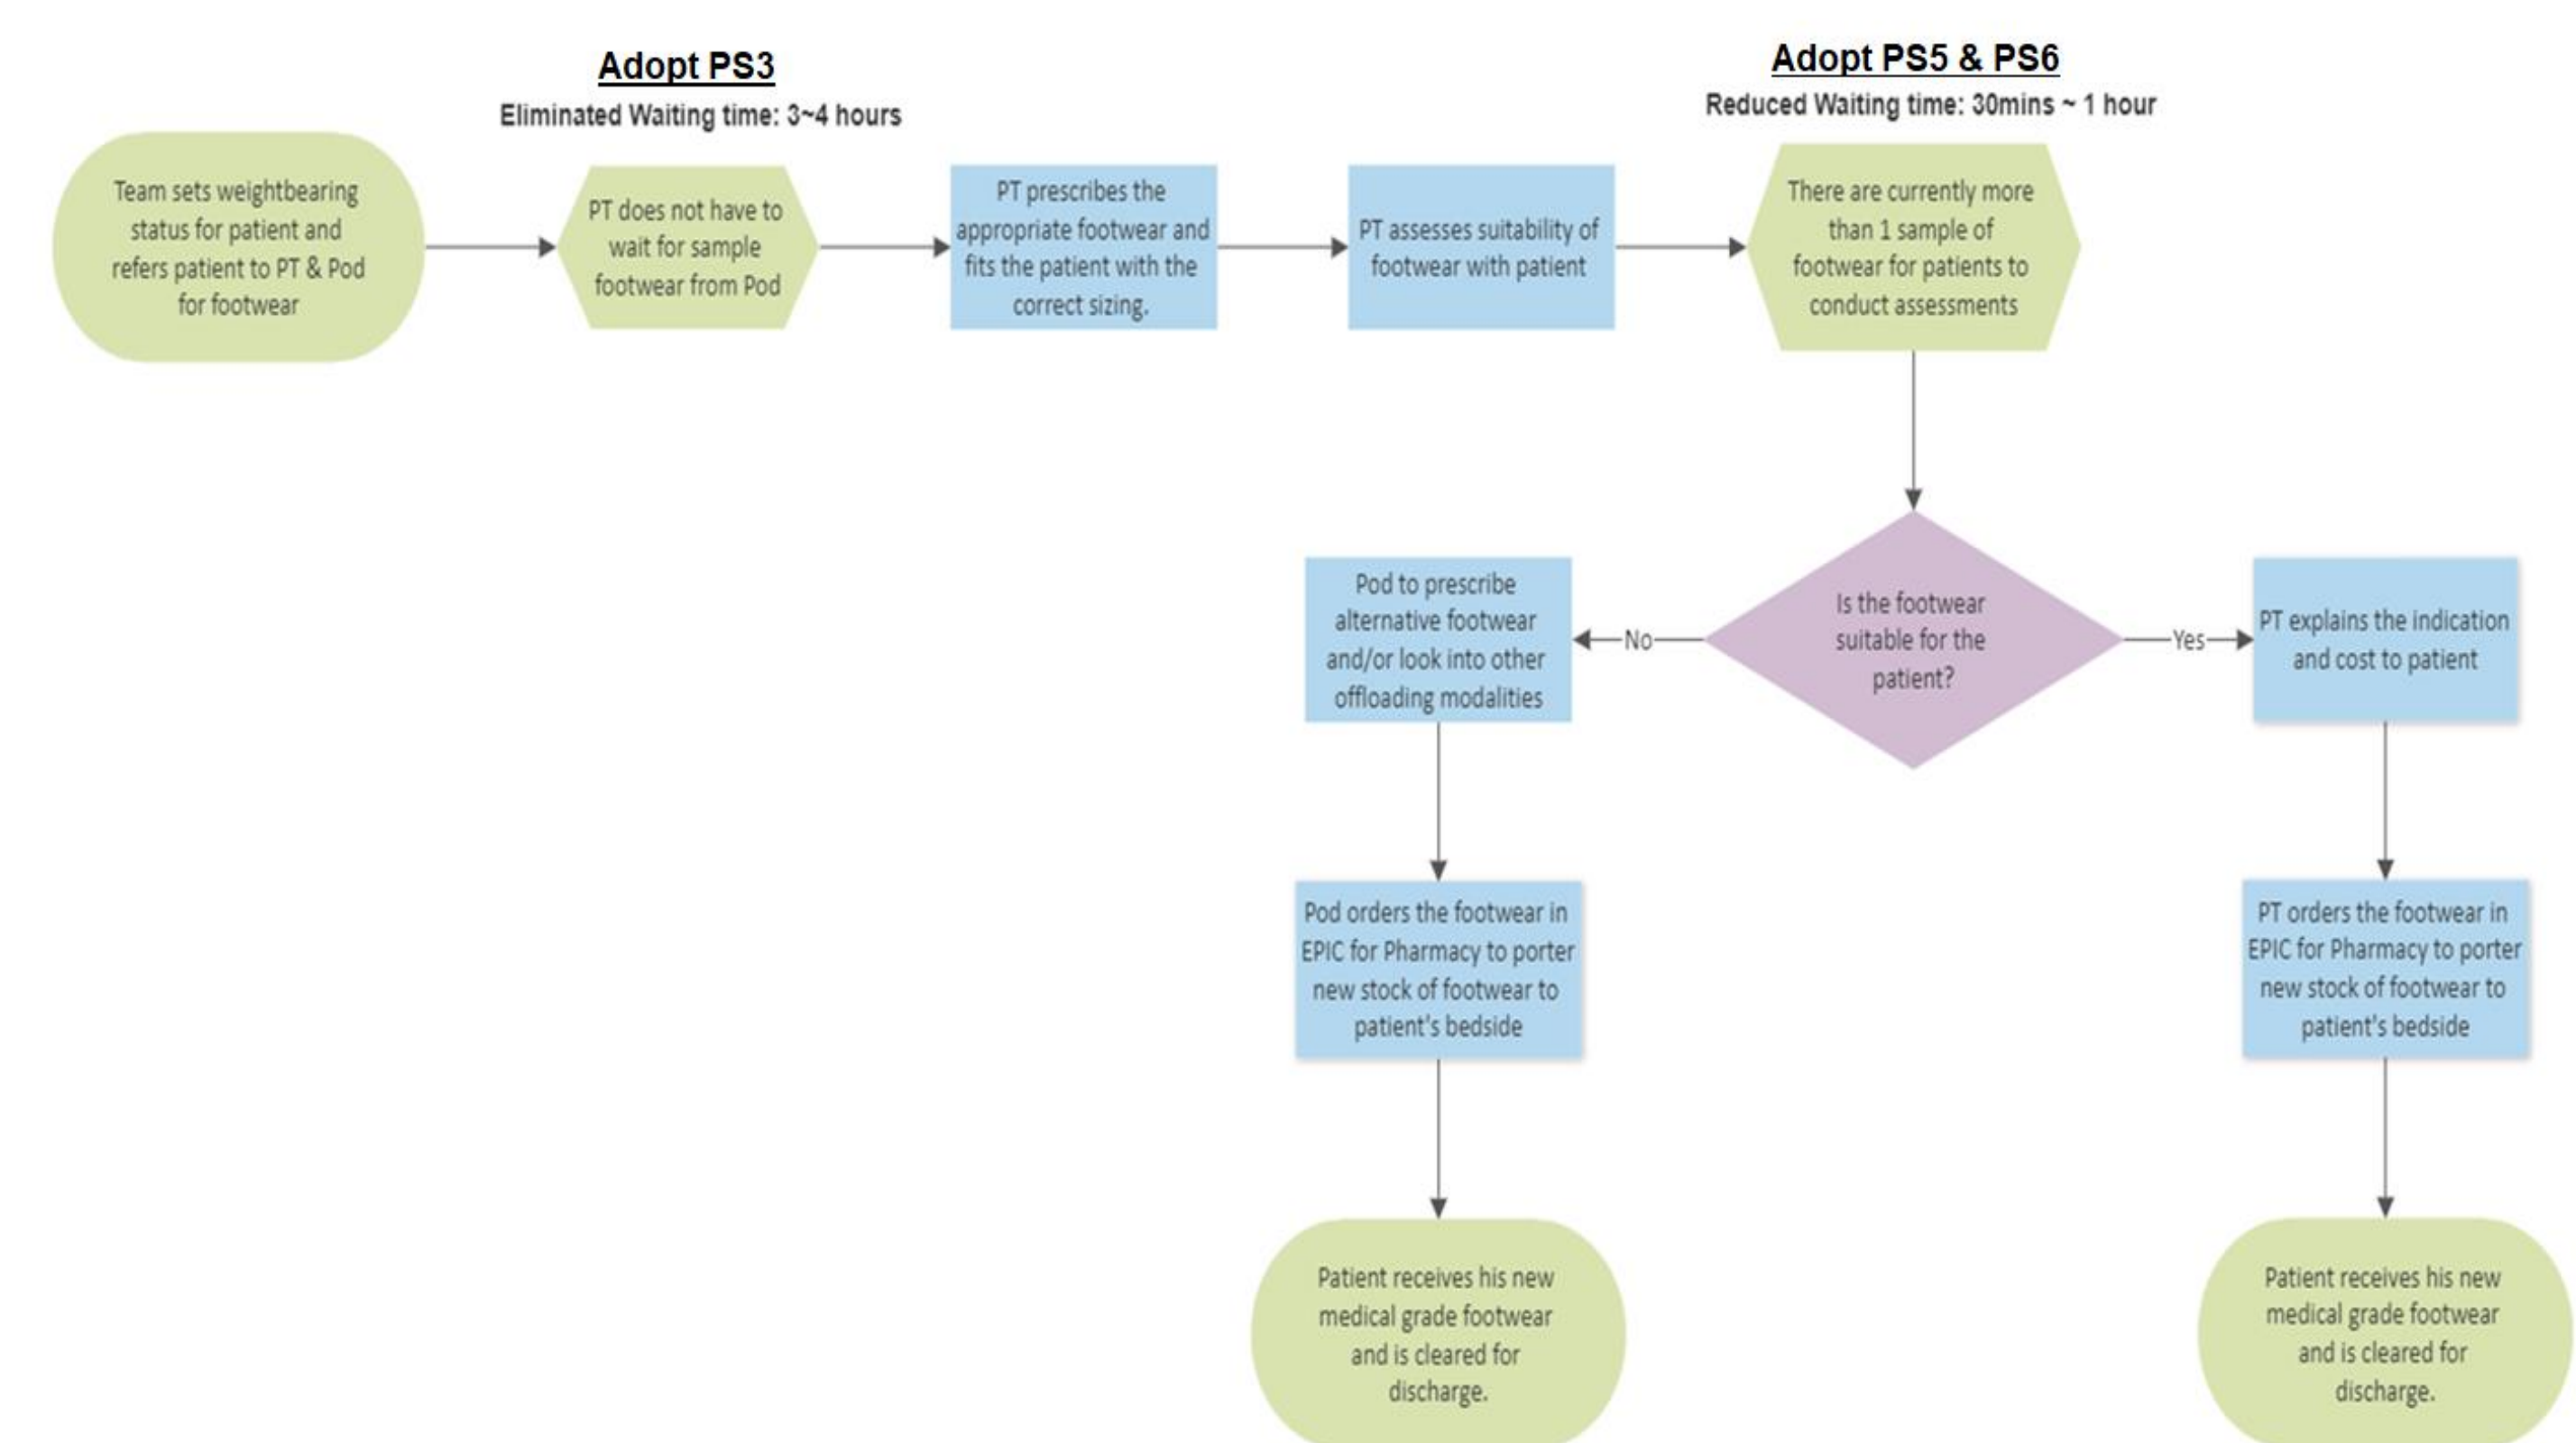 Adopt PS3
Eliminated Waiting time: 3~4 hours
Adopt PS5 & PS6
Reduced Waiting time: 30mins ~ 1 hour
Team sets weightbearing
status for patient and
refers patient to PT & Pod
for footwear
PT does not have to
wait for sample
footwear from Pod
PT prescribes the
appropriate footwear and
fits the patient with the
correct sizing.
PT assesses suitability of
footwear with patient
There are currently more
than 1 sample of
footwear for patients to
conduct assessments
Is the footwear
suitable for the
patient?
No
Pod to prescribe
alternative footwear
and/or look into other
offloading modalities
Pod orders the footwear in
EPIC for Pharmacy to porter
new stock of footwear to
patient's bedside
Patient receives his new
medical grade footwear
and is cleared for
discharge.
Yes
PT explains the indication
and cost to patient
PT orders the footwear in
EPIC for Pharmacy to porter
new stock of footwear to
patient's bedside
Patient receives his new
medical grade footwear
and is cleared for
discharge.